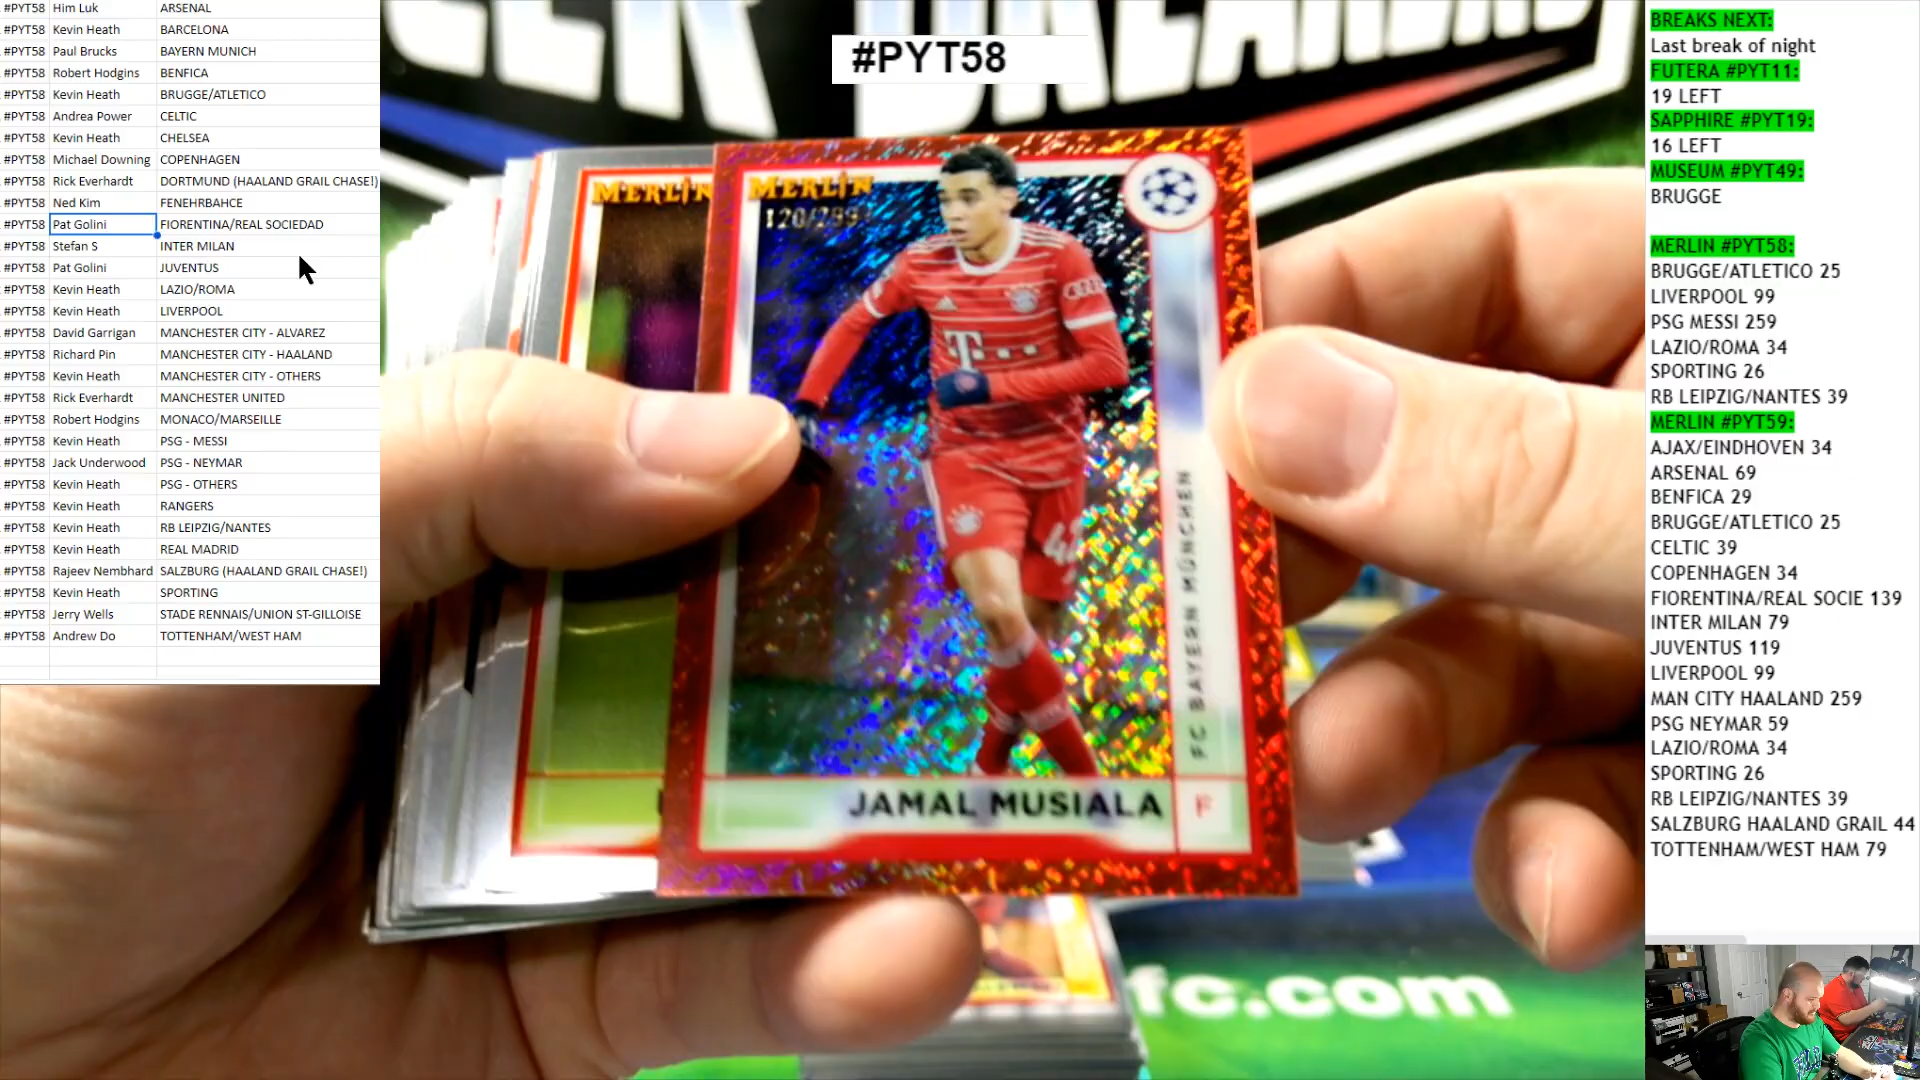 #PYT58 Him Luk ARSENAL
#PYT58 Kevin Heath BARCELONA
#PYT58 Paul Brucks BAYERN MUNICH
#PYT58 Robert Hodgins BENFICA
#PYT58 Kevin Heath BRUGGE/ATLETICO
#PYT58 Andrea Power CELTIC
#PYT58 Kevin Heath CHELSEA
#PYT58 Michael Downing COPENHAGEN
#PYT58 Rick Everhardt DORTMUND (HAALAND GRAIL CHASE!)
#PYT58 Ned Kim FENEHRBAHCE
#PYT58 Pat Golini FIORENTINA/REAL SOCIEDAD
#PYT58 Stefan S INTER MILAN
#PYT58 Pat Golini JUVENTUS
#PYT58 Kevin Heath LAZIO/ROMA
#PYT58 Kevin Heath LIVERPOOL
#PYT58 David Garrigan MANCHESTER CITY - ALVAREZ
#PYT58 Richard Pin MANCHESTER CITY - HAALAND
#PYT58 Kevin Heath MANCHESTER CITY - OTHERS
#PYT58 Rick Everhardt MANCHESTER UNITED
#PYT58 Robert Hodgins MONACO/MARSEILLE
#PYT58 Kevin Heath PSG - MESSI
#PYT58 Jack Underwood PSG - NEYMAR
#PYT58 Kevin Heath PSG - OTHERS
#PYT58 Kevin Heath RANGERS
#PYT58 Kevin Heath RB LEIPZIG/NANTES
#PYT58 Kevin Heath REAL MADRID
#PYT58 Rajeev Nembhard SALZBURG (HAALAND GRAIL CHASE!)
#PYT58 Kevin Heath SPORTING
#PYT58 Jerry Wells STADE RENNAIS/UNION ST-GILLOISE
#PYT58 Andrew Do TOTTENHAM/WEST HAM
#PYT58
MERLIN
MERLIN
120/299
T
42
FC BAYERN MÜNCHEN
JAMAL MUSIALA F
fc.com
BREAKS NEXT:
Last break of night
FUTERA #PYT11:
19 LEFT
SAPPHIRE #PYT19:
16 LEFT
MUSEUM #PYT49:
BRUGGE
MERLIN #PYT58:
BRUGGE/ATLETICO 25
LIVERPOOL 99
PSG MESSI 259
LAZIO/ROMA 34
SPORTING 26
RB LEIPZIG/NANTES 39
MERLIN #PYT59:
AJAX/EINDHOVEN 34
ARSENAL 69
BENFICA 29
BRUGGE/ATLETICO 25
CELTIC 39
COPENHAGEN 34
FIORENTINA/REAL SOCIE 139
INTER MILAN 79
JUVENTUS 119
LIVERPOOL 99
MAN CITY HAALAND 259
PSG NEYMAR 59
LAZIO/ROMA 34
SPORTING 26
RB LEIPZIG/NANTES 39
SALZBURG HAALAND GRAIL 44
TOTTENHAM/WEST HAM 79